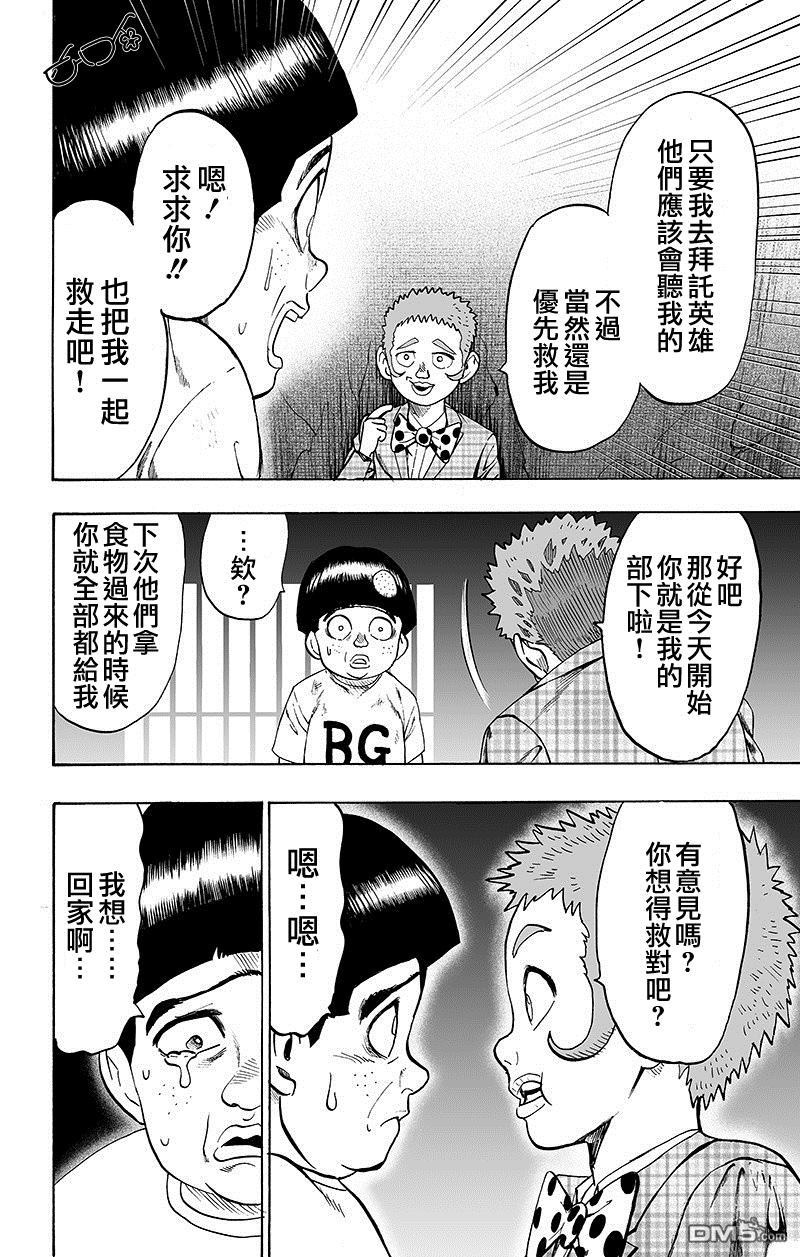 只要我去拜託英雄
他們應該會聽我的
不過
當然還是
優先救我
嗯！
求求你!!
也把我一起
救走吧！
好吧
那從今天開始
你就是我的
部下啦！
…欸？
BG
下次他們拿
食物過來的時候
你就全部都給我
有意見嗎？
你想得救對吧？
嗯…嗯…
我想……
回家啊…
DM5.com